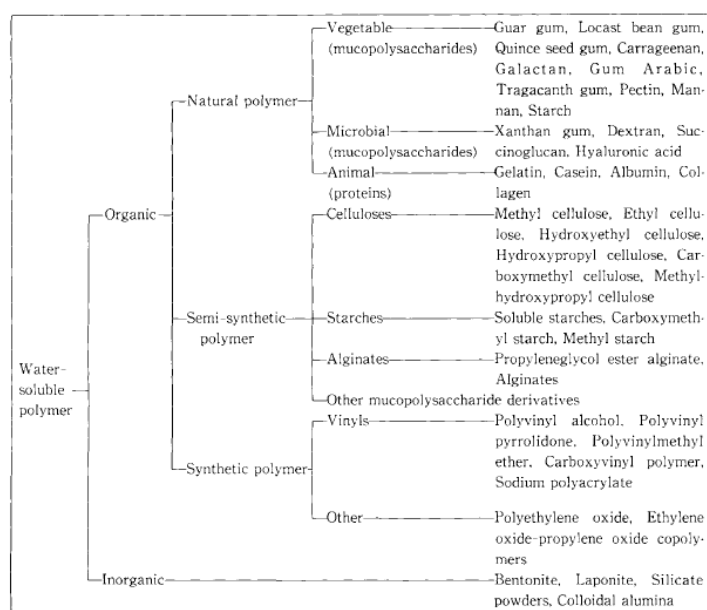 Vegetable
(mucopolysaccharides)
Guar gum, Locast bean gum,
Quince seed gum, Carrageenan,
Galactan, Gum Arabic,
Tragacanth gum, Pectin, Man-
nan, Starch
Natural polymer
Microbial
(mucopolysaccharides)
Xanthan gum, Dextran, Suc-
cinoglucan, Hyaluronic acid
Animal
(proteins)
Gelatin, Casein, Albumin, Col-
lagen
Organic
Celluloses
Methyl cellulose, Ethyl cellu-
lose, Hydroxyethyl cellulose,
Hydroxypropyl cellulose, Car-
boxymethyl cellulose, Methyl-
hydroxypropyl cellulose
Semi-synthetic
polymer
Starches
Soluble starches, Carboxymeth-
yl starch, Methyl starch
Alginates
Propyleneglycol ester alginate,
Alginates
Other mucopolysaccharide derivatives
Water-
soluble
polymer
Vinyls
Polyvinyl alcohol, Polyvinyl
pyrrolidone, Polyvinylmethyl
ether, Carboxyvinyl polymer,
Sodium polyacrylate
Synthetic polymer
Other
Polyethylene oxide, Ethylene
oxide-propylene oxide copoly-
mers
Inorganic
Bentonite, Laponite, Silicate
powders, Colloidal alumina